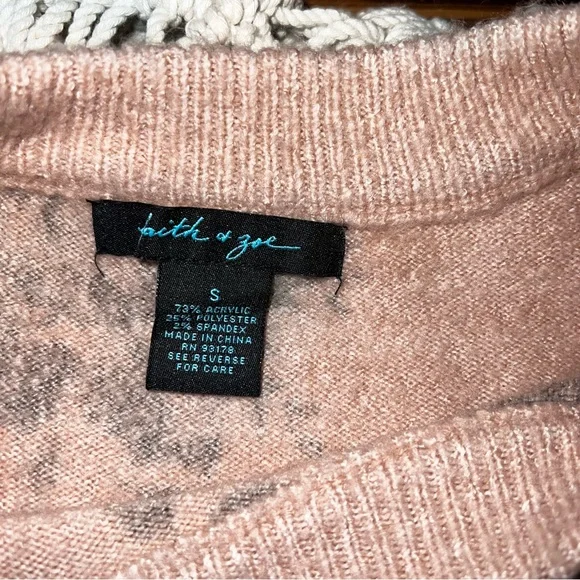 faith & zoe
S
73% ACRYLIC
25% POLYESTER
2% SPANDEX
MADE IN CHINA
RN 93178
SEE REVERSE
FOR CARE